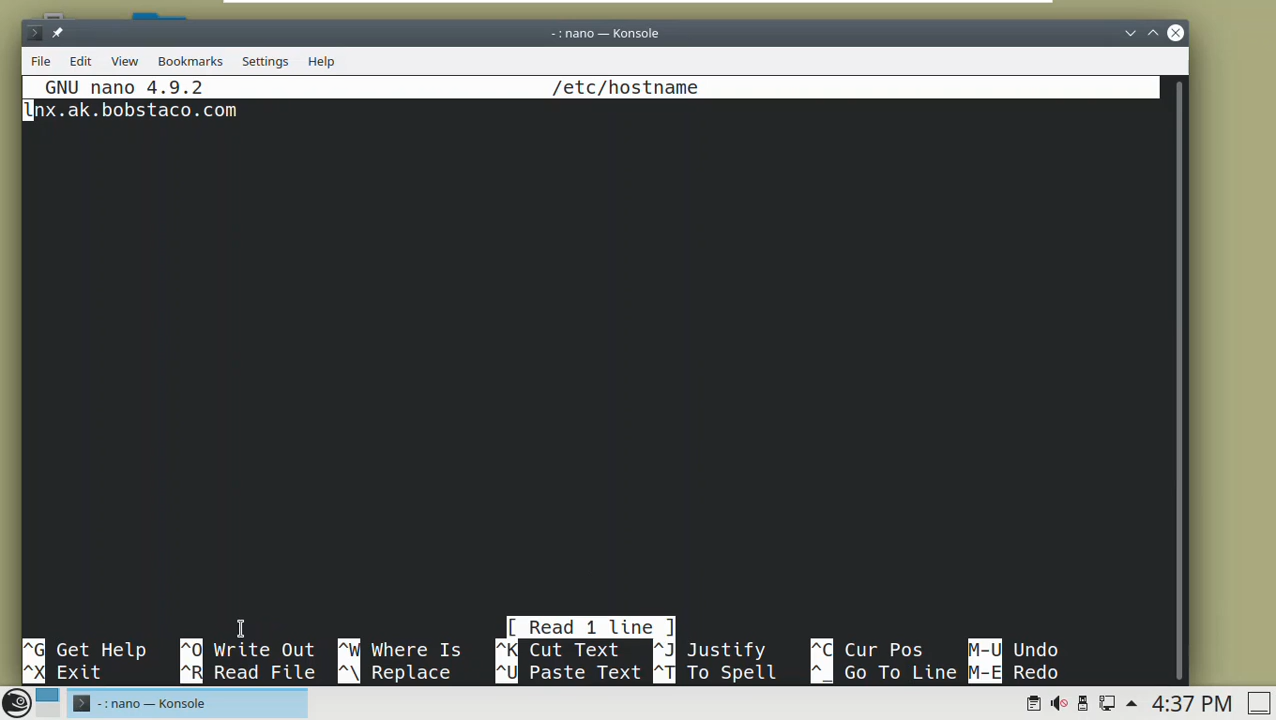 - : nano — Konsole
File Edit View Bookmarks Settings Help
GNU nano 4.9.2 /etc/hostname
lnx.ak.bobstaco.com
[ Read 1 line ]
^G Get Help ^O Write Out ^W Where Is ^K Cut Text ^J Justify ^C Cur Pos M-U Undo
^X Exit ^R Read File ^\ Replace ^U Paste Text ^T To Spell ^_ Go To Line M-E Redo
- : nano — Konsole 4:37 PM